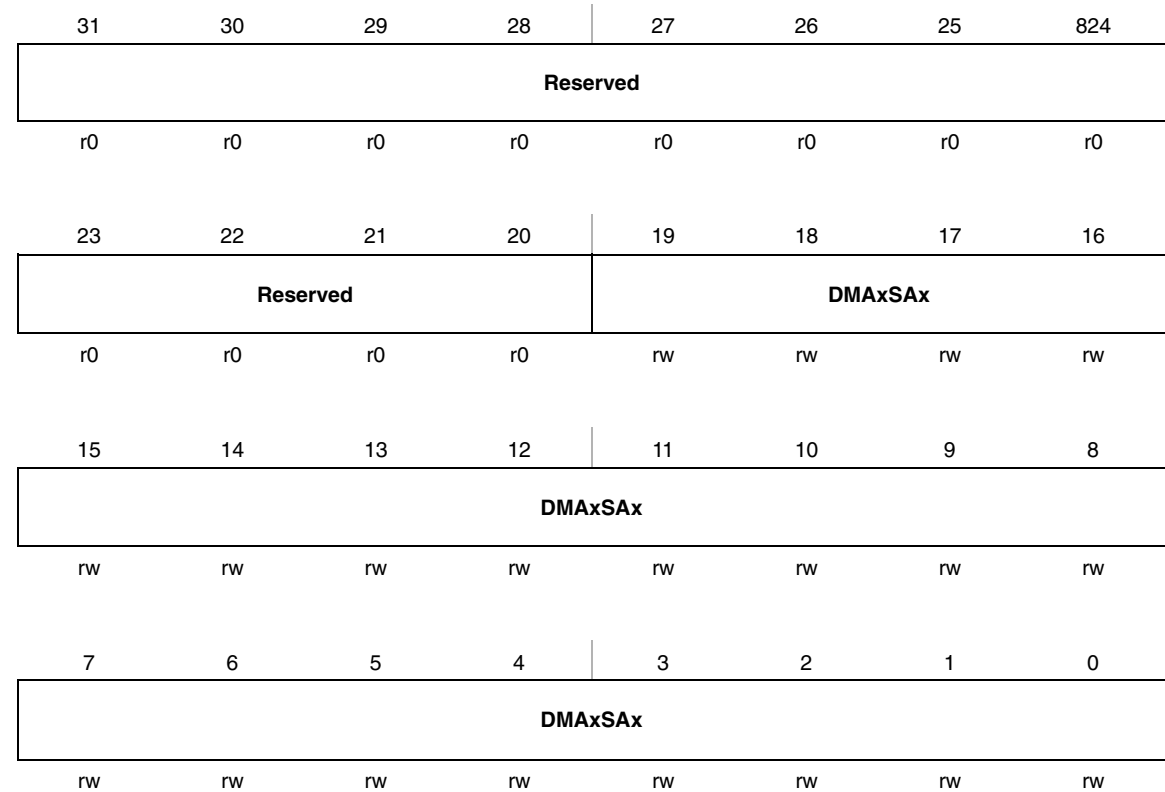 31 30 29 28 27 26 25 824
Reserved
r0 r0 r0 r0 r0 r0 r0 r0
23 22 21 20 19 18 17 16
Reserved DMAxSAx
r0 r0 r0 r0 rw rw rw rw
15 14 13 12 11 10 9 8
DMAxSAx
rw rw rw rw rw rw rw rw
7 6 5 4 3 2 1 0
DMAxSAx
rw rw rw rw rw rw rw rw